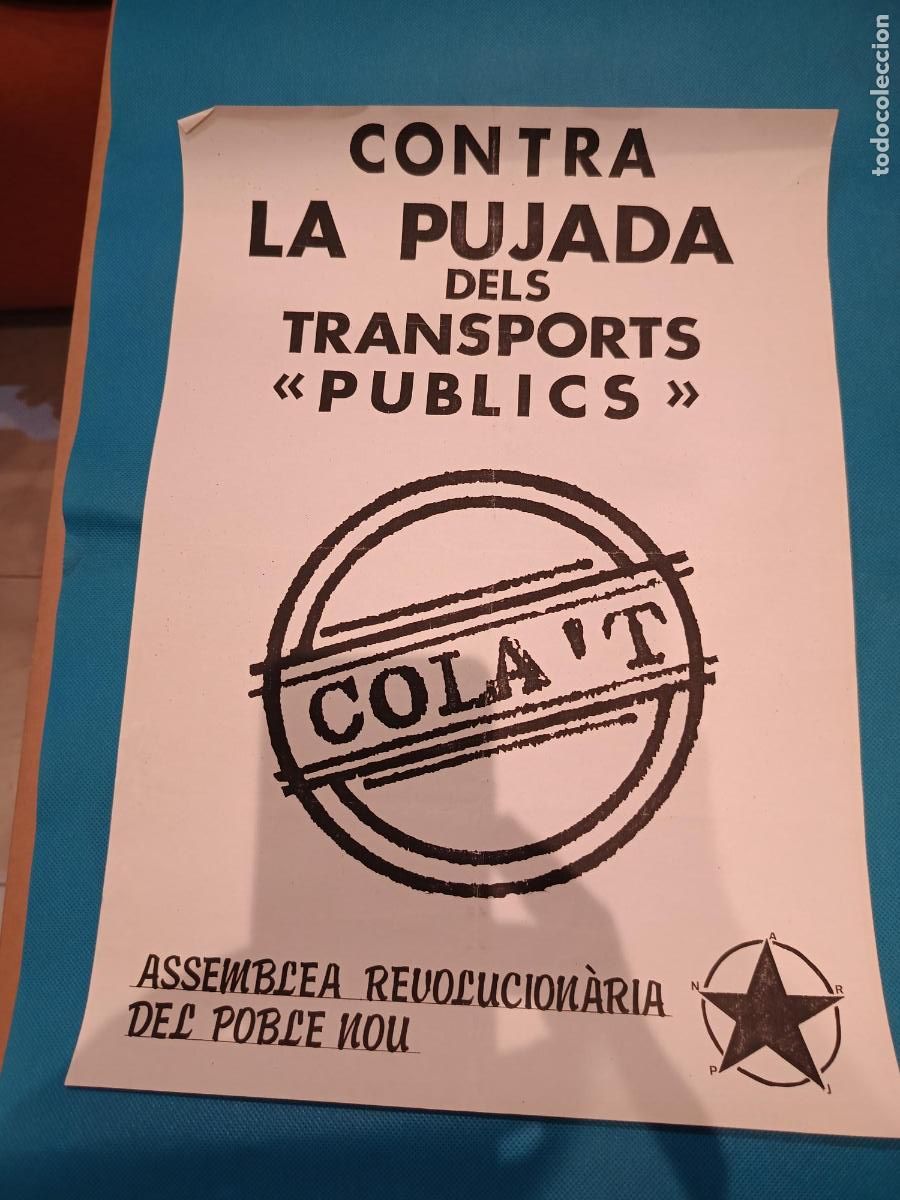 CONTRA
LA PUJADA
DELS
TRANSPORTS
«PUBLICS»
COLA'T
ASSEMBLEA REVOLUCIONÀRIA
DEL POBLE NOU
A
N R
P J
todocoleccion